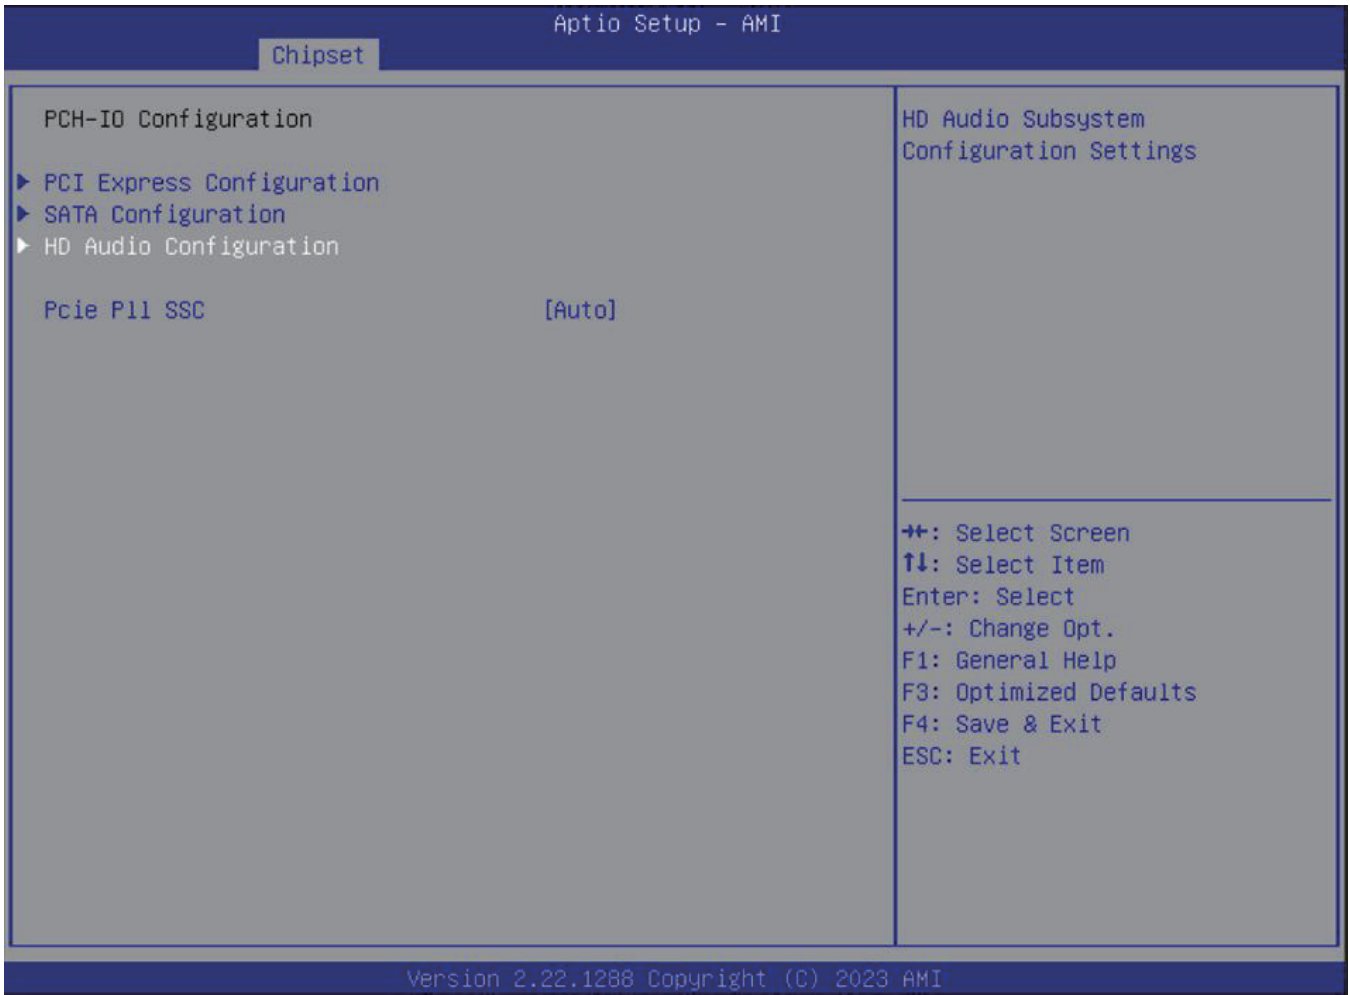 Aptio Setup - AMI
Chipset
PCH-IO Configuration
PCI Express Configuration
SATA Configuration
HD Audio Configuration
Pcie Pll SSC [Auto]
HD Audio Subsystem
Configuration Settings
→←: Select Screen
↑↓: Select Item
Enter: Select
+/-: Change Opt.
F1: General Help
F3: Optimized Defaults
F4: Save & Exit
ESC: Exit
Version 2.22.1288 Copyright (C) 2023 AMI